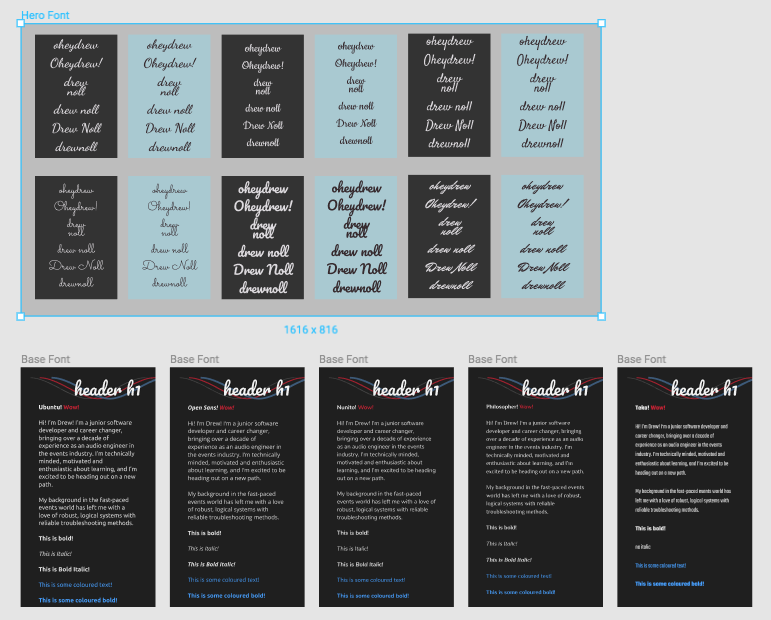 Hero Font
oheydrew
Oheydrew!
drew
noll
drew noll
Drew Noll
drewnoll
oheydrew
Oheydrew!
drew
noll
drew noll
Drew Noll
drewnoll
oheydrew
Oheydrew!
drew
noll
drew noll
Drew Noll
drewnoll
oheydrew
Oheydrew!
drew
noll
drew noll
Drew Noll
drewnoll
oheydrew
Oheydrew!
drew
noll
drew noll
Drew Noll
drewnoll
oheydrew
Oheydrew!
drew
noll
drew noll
Drew Noll
drewnoll
oheydrew
Oheydrew!
drew
noll
drew noll
Drew Noll
drewnoll
oheydrew
Oheydrew!
drew
noll
drew noll
Drew Noll
drewnoll
oheydrew
Oheydrew!
drew
noll
drew noll
Drew Noll
drewnoll
oheydrew
Oheydrew!
drew
noll
drew noll
Drew Noll
drewnoll
oheydrew
Oheydrew!
drew
noll
drew noll
Drew Noll
drewnoll
oheydrew
Oheydrew!
drew
noll
drew noll
Drew Noll
drewnoll
1616 x 816
Base Font
header h1
Ubuntu! Wow!
Hi! I'm Drew! I'm a junior software
developer and career changer,
bringing over a decade of
experience as an audio engineer in
the events industry. I'm technically
minded, motivated and
enthusiastic about learning, and I'm
excited to be heading out on a new
path.
My background in the fast-paced
events world has left me with a love
of robust, logical systems with
reliable troubleshooting methods.
This is bold!
This is Italic!
This is Bold Italic!
This is some coloured text!
This is some coloured bold!
Base Font
header h1
Open Sans! Wow!
Hi! I'm Drew! I'm a junior software
developer and career changer,
bringing over a decade of
experience as an audio engineer in
the events industry. I'm technically
minded, motivated and enthusiastic
about learning, and I'm excited to be
heading out on a new path.
My background in the fast-paced
events world has left me with a love
of robust, logical systems with
reliable troubleshooting methods.
This is bold!
This is Italic!
This is Bold Italic!
This is some coloured text!
This is some coloured bold!
Base Font
header h1
Nunito! Wow!
Hi! I'm Drew! I'm a junior software
developer and career changer,
bringing over a decade of experience
as an audio engineer in the events
industry. I'm technically minded,
motivated and enthusiastic about
learning, and I'm excited to be
heading out on a new path.
My background in the fast-paced
events world has left me with a love of
robust, logical systems with reliable
troubleshooting methods.
This is bold!
This is Italic!
This is Bold Italic!
This is some coloured text!
This is some coloured bold!
Base Font
header h1
Philosopher! Wow!
Hi! I'm Drew! I'm a junior software
developer and career changer, bringing
over a decade of experience as an audio
engineer in the events industry. I'm
technically minded, motivated and
enthusiastic about learning, and I'm
excited to be heading out on a new path.
My background in the fast-paced events
world has left me with a love of robust,
logical systems with reliable
troubleshooting methods.
This is bold!
This is Italic!
This is Bold Italic!
This is some coloured text!
This is some coloured bold!
Base Font
header h1
Teko! Wow!
Hi! I'm Drew! I'm a junior software developer and
career changer, bringing over a decade of
experience as an audio engineer in the events
industry. I'm technically minded, motivated and
enthusiastic about learning, and I'm excited to be
heading out on a new path.
My background in the fast-paced events world has
left me with a love of robust, logical systems with
reliable troubleshooting methods.
This is bold!
no italic
This is some coloured text!
This is some coloured bold!